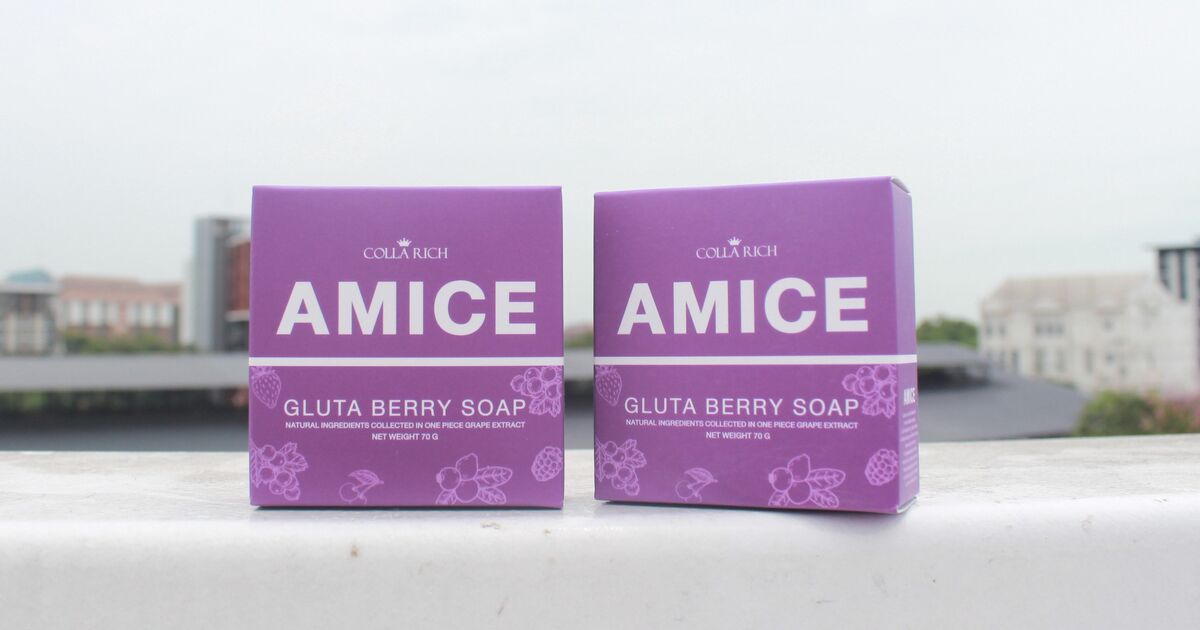 COLLA RICH
AMICE
GLUTA BERRY SOAP
NATURAL INGREDIENTS COLLECTED IN ONE PIECE GRAPE EXTRACT
NET WEIGHT 70 G
COLLA RICH
AMICE
GLUTA BERRY SOAP
NATURAL INGREDIENTS COLLECTED IN ONE PIECE GRAPE EXTRACT
NET WEIGHT 70 G
AMICE